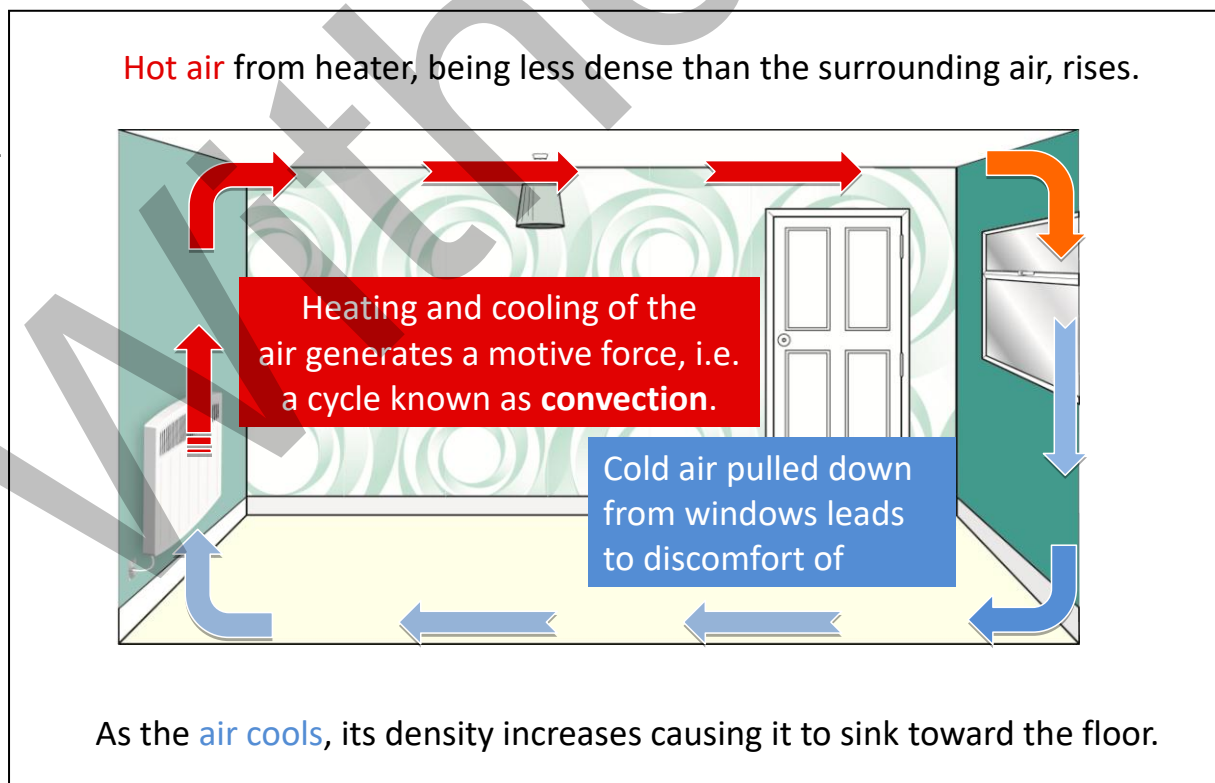 Hot air from heater, being less dense than the surrounding air, rises.
Heating and cooling of the
air generates a motive force, i.e.
a cycle known as convection.
Cold air pulled down
from windows leads
to discomfort of
As the air cools, its density increases causing it to sink toward the floor.